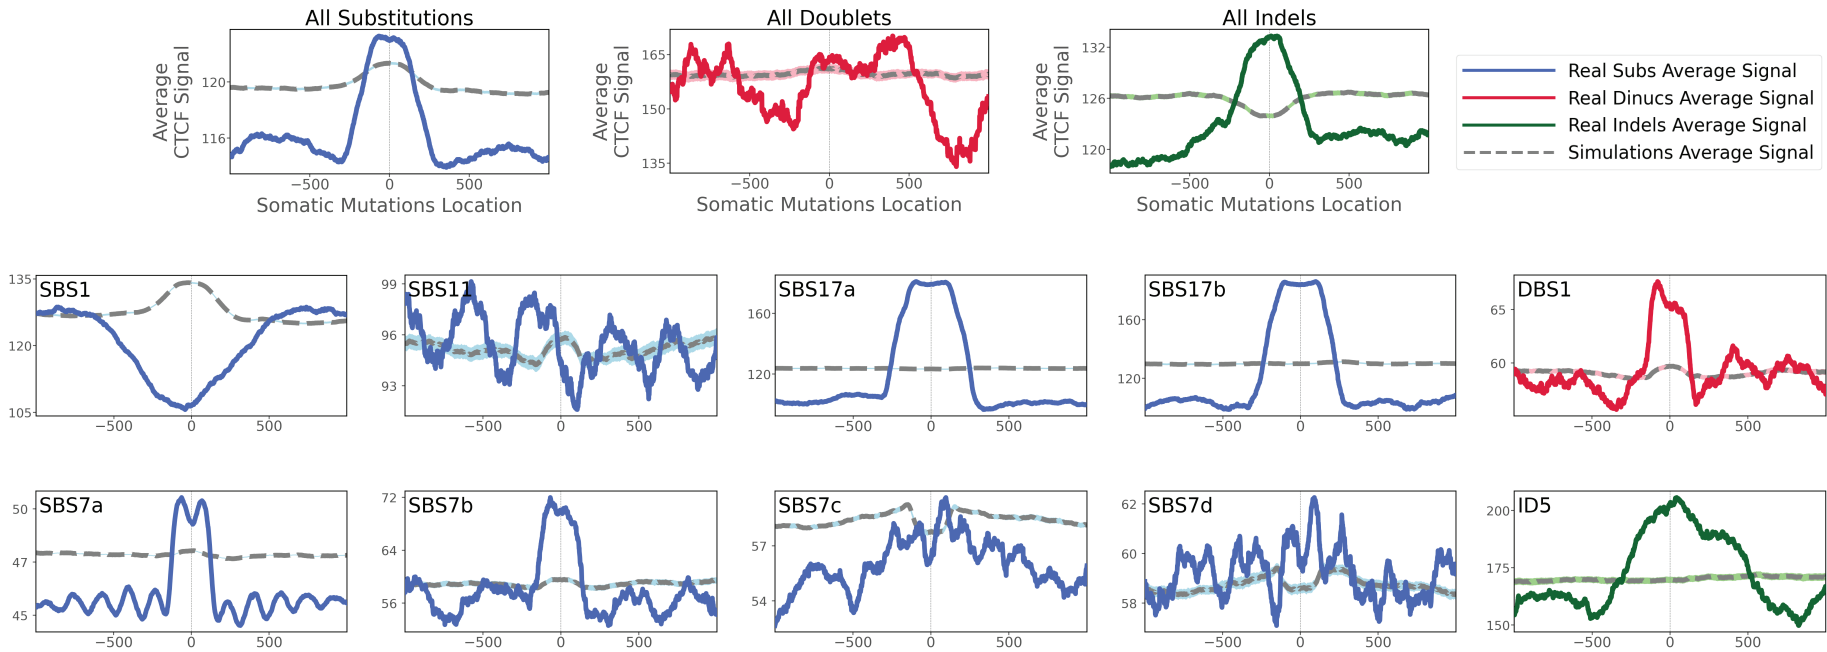 All Substitutions
All Doublets
All Indels
Average
CTCF Signal
120
116
−500
0
500
Somatic Mutations Location
Average
CTCF Signal
165
150
135
−500
0
500
Somatic Mutations Location
Average
CTCF Signal
132
126
120
−500
0
500
Somatic Mutations Location
Real Subs Average Signal
Real Dinucs Average Signal
Real Indels Average Signal
Simulations Average Signal
SBS1
135
120
105
−500
0
500
SBS11
99
96
93
−500
0
500
SBS17a
160
120
−500
0
500
SBS17b
160
120
−500
0
500
DBS1
65
60
−500
0
500
SBS7a
50
47
45
−500
0
500
SBS7b
72
64
56
−500
0
500
SBS7c
57
54
−500
0
500
SBS7d
62
60
58
−500
0
500
ID5
200
175
150
−500
0
500